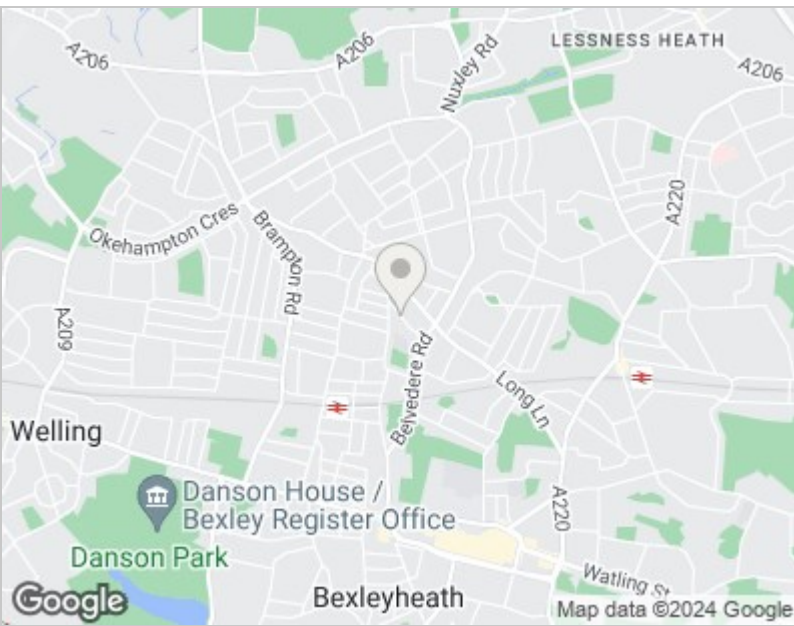 A206
A206
Nuxley Rd
LESSNESS HEATH
A206
A220
Okehampton Cres
Brampton Rd
A209
Belvedere Rd
Long Ln
Welling
Danson House /
Bexley Register Office
A220
Danson Park
Watling St
Bexleyheath
Google
Map data ©2024 Google